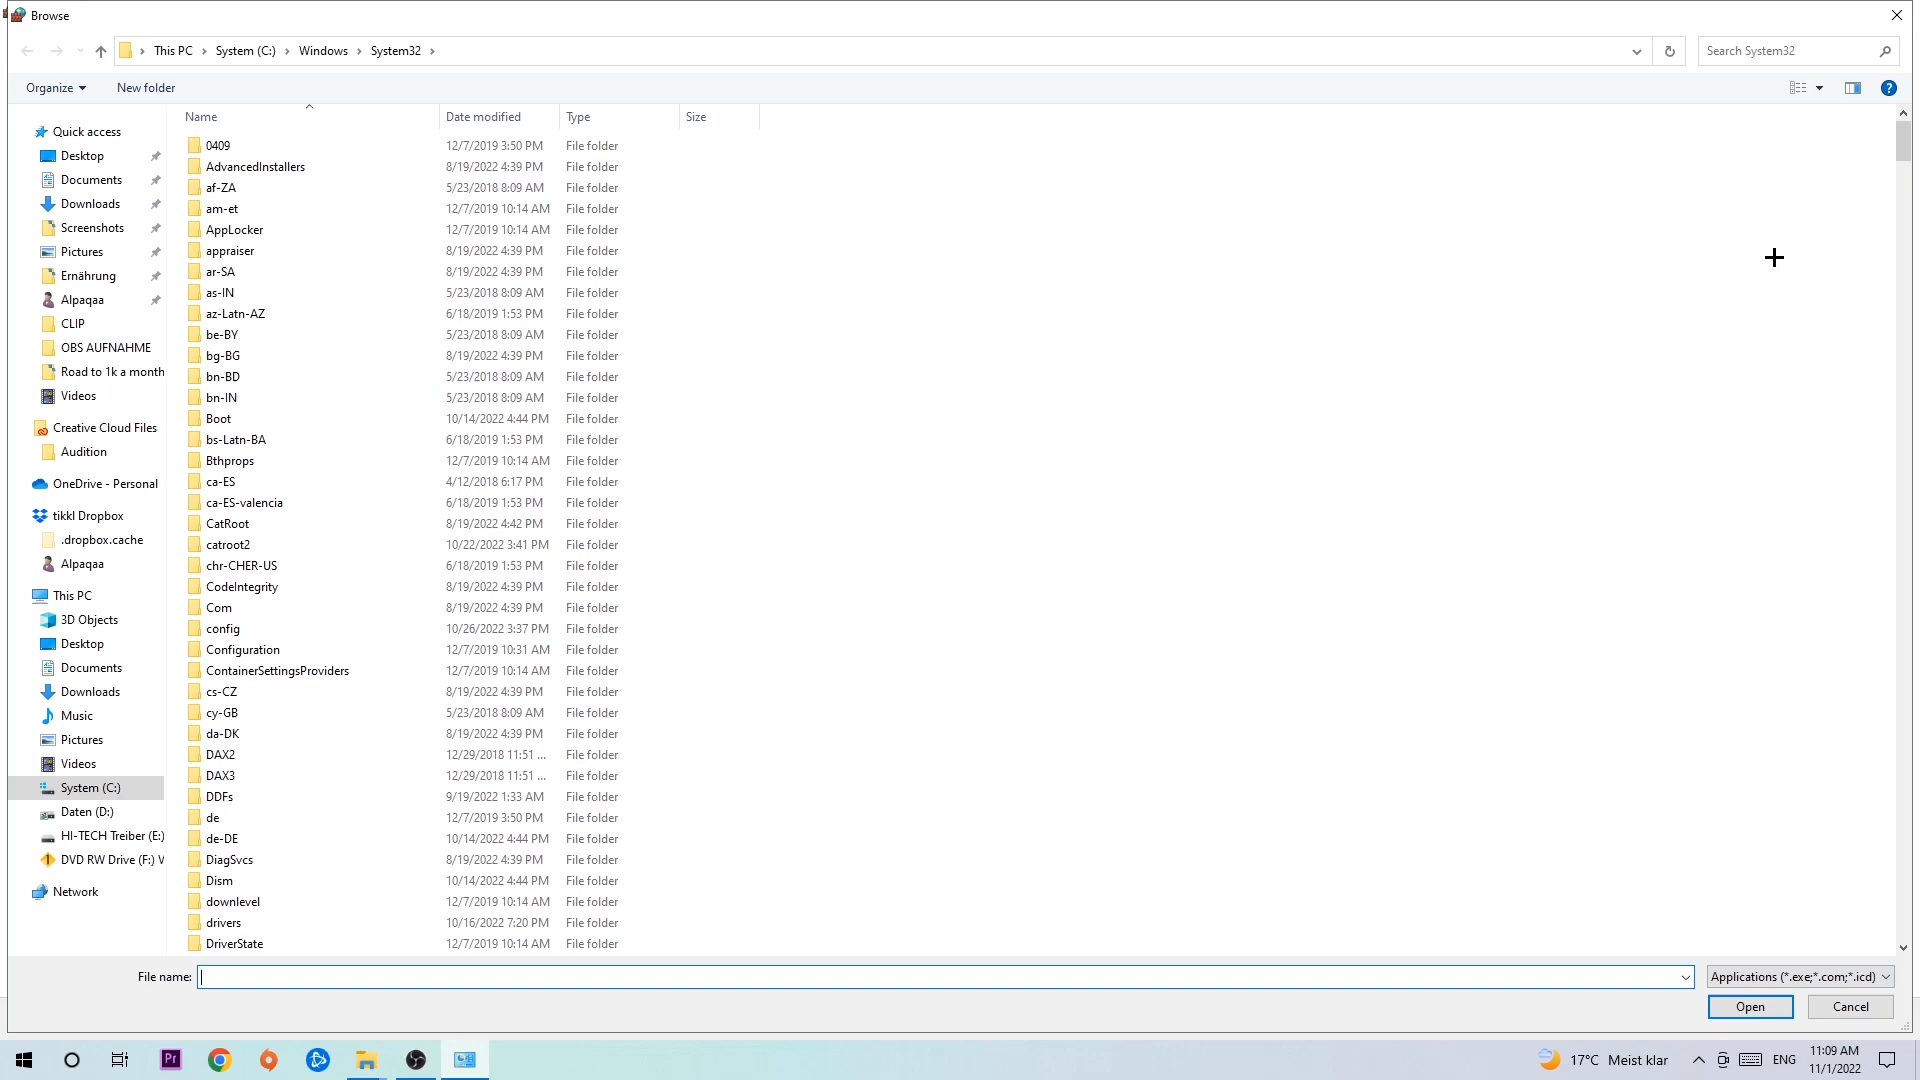 Browse
This PC > System (C:) > Windows > System32 >
Search System32
Organize
New folder
Name Date modified Type Size
Quick access
Desktop
Documents
Downloads
Screenshots
Pictures
Ernährung
Alpaqaa
CLIP
OBS AUFNAHME
Road to 1k a month
Videos
Creative Cloud Files
Audition
OneDrive - Personal
tikkl Dropbox
.dropbox.cache
Alpaqaa
This PC
3D Objects
Desktop
Documents
Downloads
Music
Pictures
Videos
System (C:)
Daten (D:)
HI-TECH Treiber (E:)
DVD RW Drive (F:) V
Network
0409 12/7/2019 3:50 PM File folder
AdvancedInstallers 8/19/2022 4:39 PM File folder
af-ZA 5/23/2018 8:09 AM File folder
am-et 12/7/2019 10:14 AM File folder
AppLocker 12/7/2019 10:14 AM File folder
appraiser 8/19/2022 4:39 PM File folder
ar-SA 8/19/2022 4:39 PM File folder
as-IN 5/23/2018 8:09 AM File folder
az-Latn-AZ 6/18/2019 1:53 PM File folder
be-BY 5/23/2018 8:09 AM File folder
bg-BG 8/19/2022 4:39 PM File folder
bn-BD 5/23/2018 8:09 AM File folder
bn-IN 5/23/2018 8:09 AM File folder
Boot 10/14/2022 4:44 PM File folder
bs-Latn-BA 6/18/2019 1:53 PM File folder
Bthprops 12/7/2019 10:14 AM File folder
ca-ES 4/12/2018 6:17 PM File folder
ca-ES-valencia 6/18/2019 1:53 PM File folder
CatRoot 8/19/2022 4:42 PM File folder
catroot2 10/22/2022 3:41 PM File folder
chr-CHER-US 6/18/2019 1:53 PM File folder
CodeIntegrity 8/19/2022 4:39 PM File folder
Com 8/19/2022 4:39 PM File folder
config 10/26/2022 3:37 PM File folder
Configuration 12/7/2019 10:31 AM File folder
ContainerSettingsProviders 12/7/2019 10:14 AM File folder
cs-CZ 8/19/2022 4:39 PM File folder
cy-GB 5/23/2018 8:09 AM File folder
da-DK 8/19/2022 4:39 PM File folder
DAX2 12/29/2018 11:51 ... File folder
DAX3 12/29/2018 11:51 ... File folder
DDFs 9/19/2022 1:33 AM File folder
de 12/7/2019 3:50 PM File folder
de-DE 10/14/2022 4:44 PM File folder
DiagSvcs 8/19/2022 4:39 PM File folder
Dism 10/14/2022 4:44 PM File folder
downlevel 12/7/2019 10:14 AM File folder
drivers 10/16/2022 7:20 PM File folder
DriverState 12/7/2019 10:14 AM File folder
File name:
Applications (*.exe;*.com;*.icd)
Open
Cancel
Pr
17°C Meist klar
ENG
11:09 AM
11/1/2022